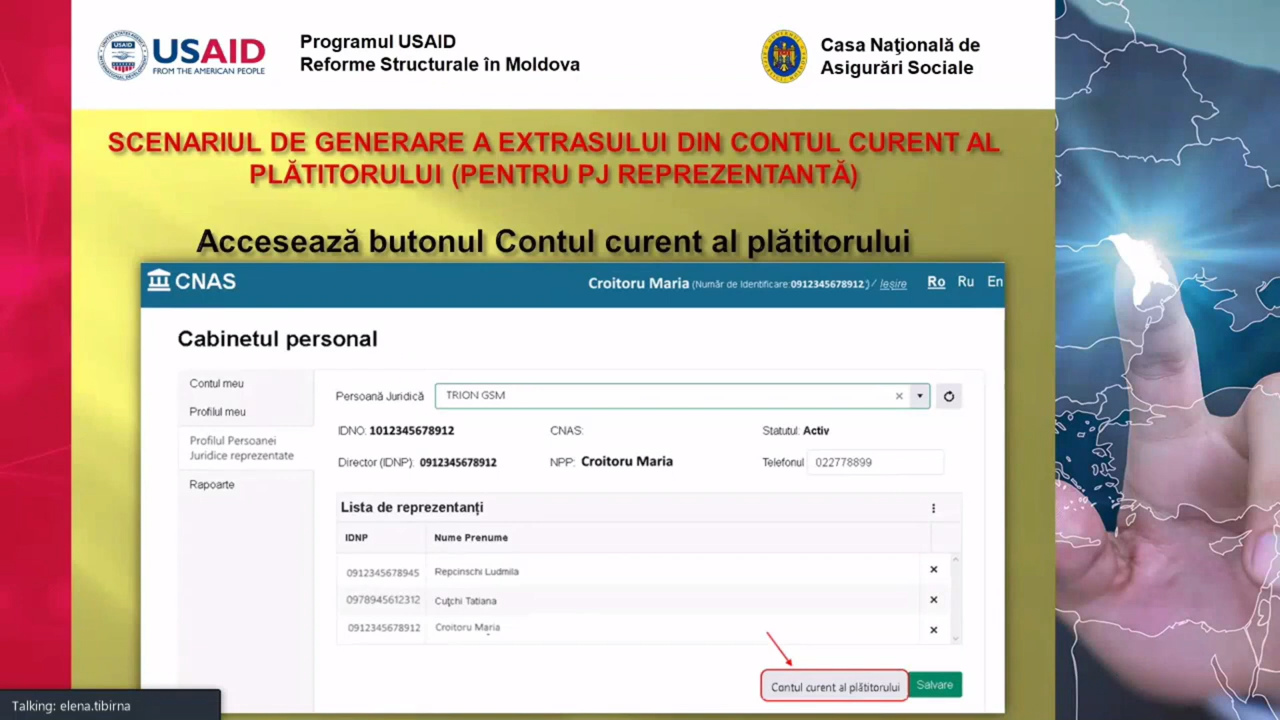 USAID
USAID
FROM THE AMERICAN PEOPLE
Programul USAID
Reforme Structurale în Moldova
Casa Naţională de
Asigurări Sociale
SCENARIUL DE GENERARE A EXTRASULUI DIN CONTUL CURENT AL
PLĂTITORULUI (PENTRU PJ REPREZENTANTĂ)
Accesează butonul Contul curent al plătitorului
CNAS
Croitoru Maria (Număr de Identificare:0912345678912) / Ieșire Ro Ru En
Cabinetul personal
Contul meu
Profilul meu
Profilul Persoanei
Juridice reprezentate
Rapoarte
Persoană Juridică TRION GSM
IDNO: 1012345678912 CNAS: Statutul: Activ
Director (IDNP): 0912345678912 NPP: Croitoru Maria Telefonul 022778899
Lista de reprezentanți
IDNP Nume Prenume
0912345678945 Repcinschi Ludmila
0978945612312 Cuțchi Tatiana
0912345678912 Croitoru Maria
Contul curent al plătitorului Salvare
Talking: elena.tibirna